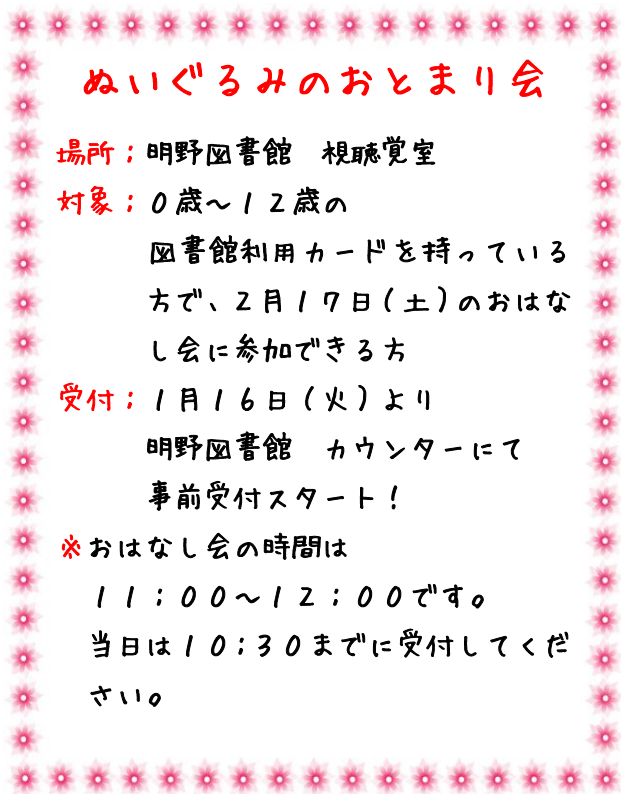 ぬいぐるみのおとまり会
場所；明野図書館　視聴覚室
対象；０歳～１２歳の
図書館利用カードを持っている
方で、２月１７日（土）のおはな
し会に参加できる方
受付；１月１６日（火）より
明野図書館　カウンターにて
事前受付スタート！
※おはなし会の時間は
１１；００～１２；００です。
当日は１０；３０までに受付してくだ
さい。